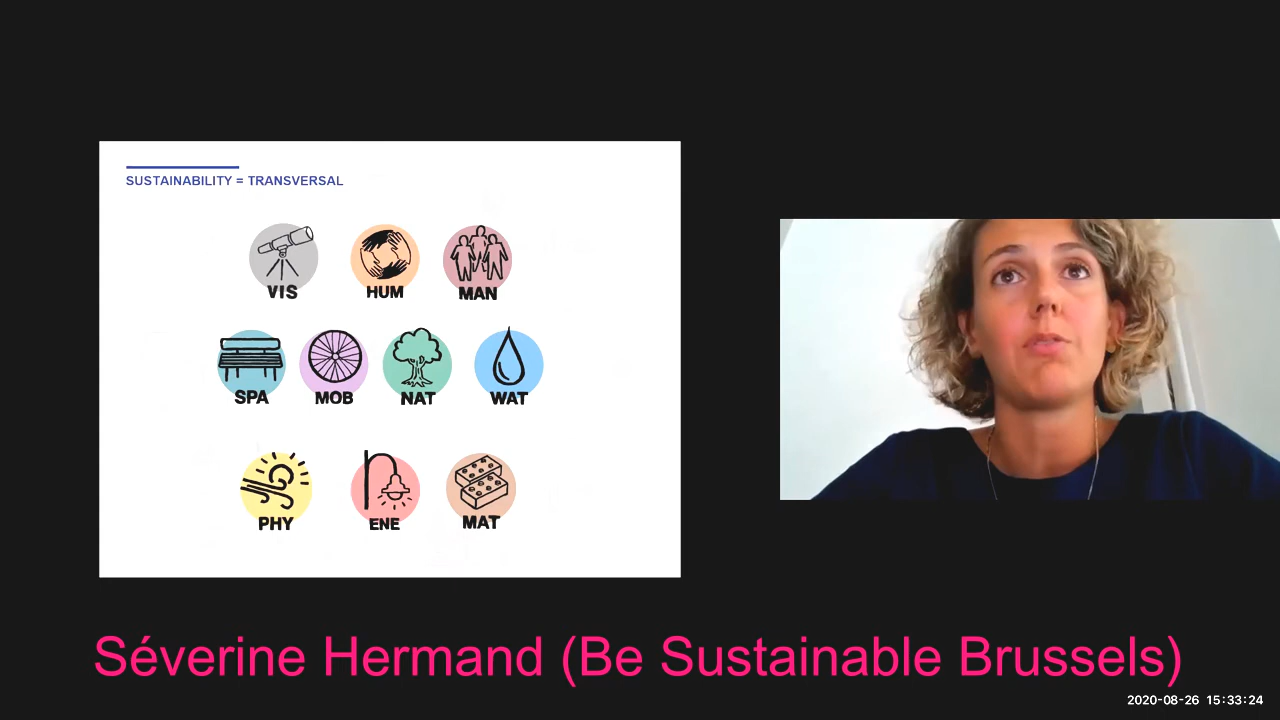 SUSTAINABILITY = TRANSVERSAL
VIS HUM MAN
SPA MOB NAT WAT
PHY ENE MAT
Séverine Hermand (Be Sustainable Brussels)
2020-08-26 15:33:24